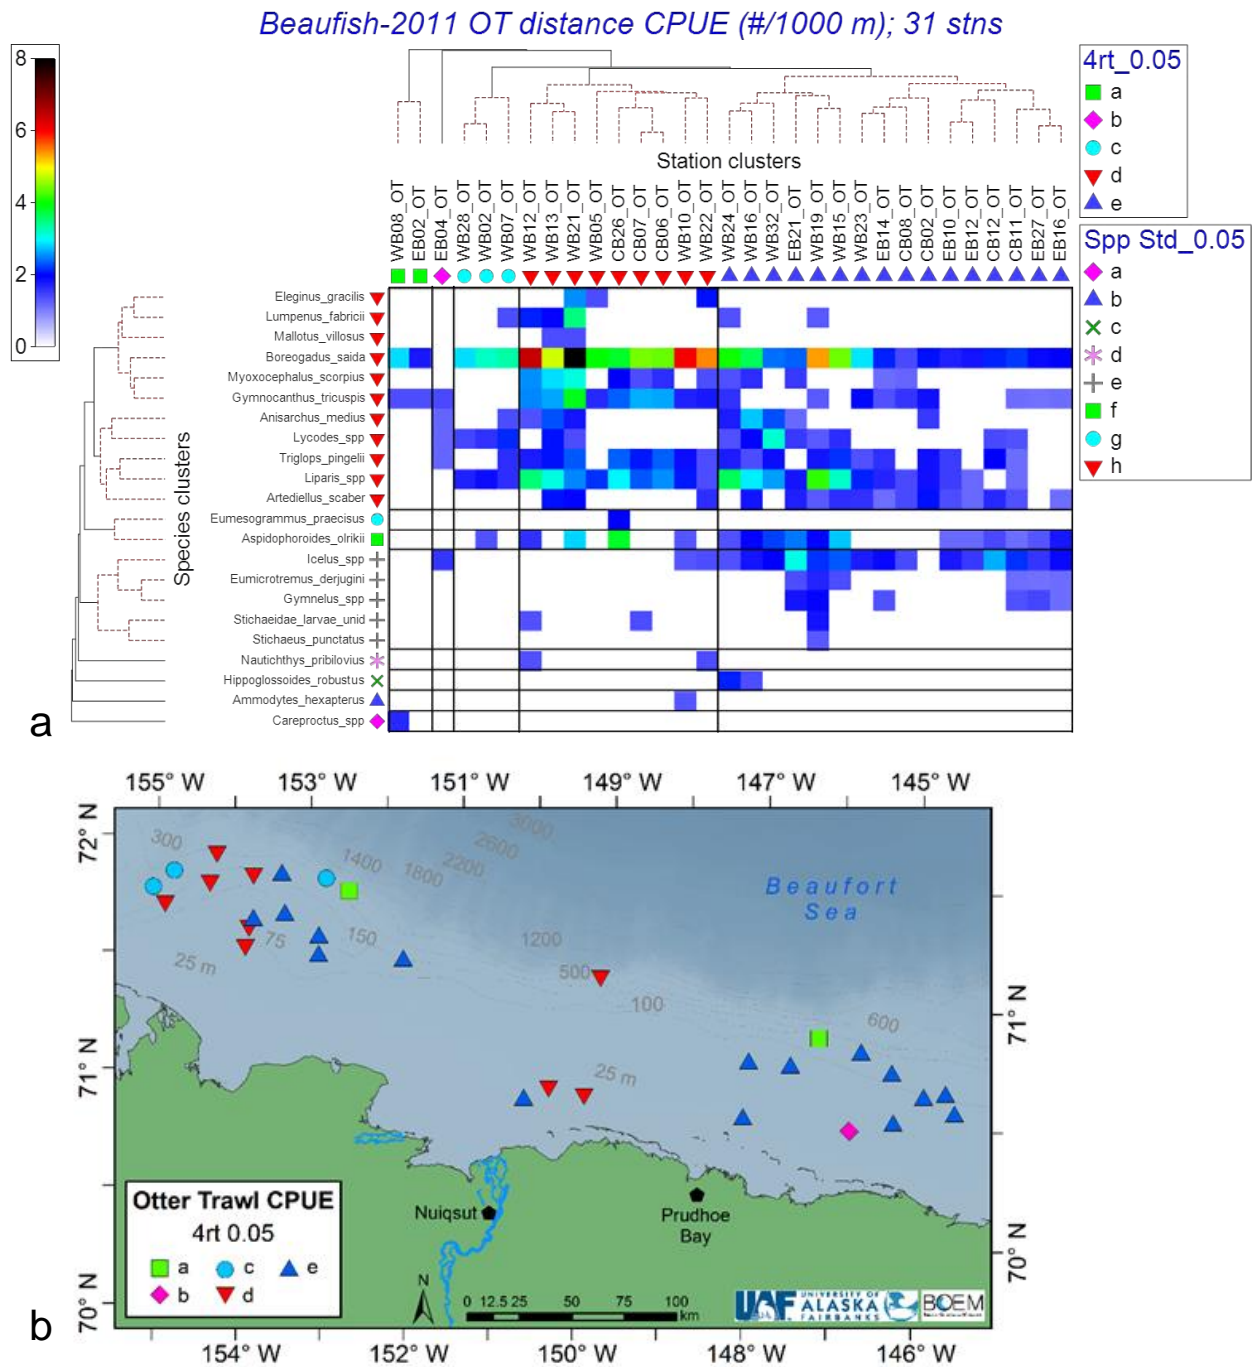 Beaufish-2011 OT distance CPUE (#/1000 m); 31 stns
8
6
4
2
0
4rt_0.05
a
b
c
d
e
Spp Std_0.05
a
b
c
d
e
f
g
h
Station clusters
WB08_OT
EB02_OT
EB04_OT
WB28_OT
WB02_OT
WB07_OT
WB12_OT
WB13_OT
WB21_OT
WB05_OT
CB26_OT
CB07_OT
CB06_OT
WB10_OT
WB22_OT
WB24_OT
WB16_OT
WB32_OT
EB21_OT
WB19_OT
WB15_OT
WB23_OT
EB14_OT
CB08_OT
CB02_OT
EB10_OT
EB12_OT
CB12_OT
CB11_OT
EB27_OT
EB16_OT
Species clusters
Eleginus_gracilis
Lumpenus_fabricii
Mallotus_villosus
Boreogadus_saida
Myoxocephalus_scorpius
Gymnocanthus_tricuspis
Anisarchus_medius
Lycodes_spp
Triglops_pingelii
Liparis_spp
Artediellus_scaber
Eumesogrammus_praecisus
Aspidophoroides_olrikii
Icelus_spp
Eumicrotremus_derjugini
Gymnelus_spp
Stichaeidae_larvae_unid
Stichaeus_punctatus
Nautichthys_pribilovius
Hippoglossoides_robustus
Ammodytes_hexapterus
Careproctus_spp
a
155° W 153° W 151° W 149° W 147° W 145° W
72° N
71° N
70° N
300
1400
1800
2200
2600
3000
Beaufort
Sea
75
150
25 m
1200
500
100
600
25 m
71° N
70° N
Nuiqsut
Prudhoe
Bay
Otter Trawl CPUE
4rt 0.05
a c e
b d
N
0 12.5 25 50 75 100
km
UAF UNIVERSITY OF
ALASKA
FAIRBANKS
BOEM
b
154° W 152° W 150° W 148° W 146° W